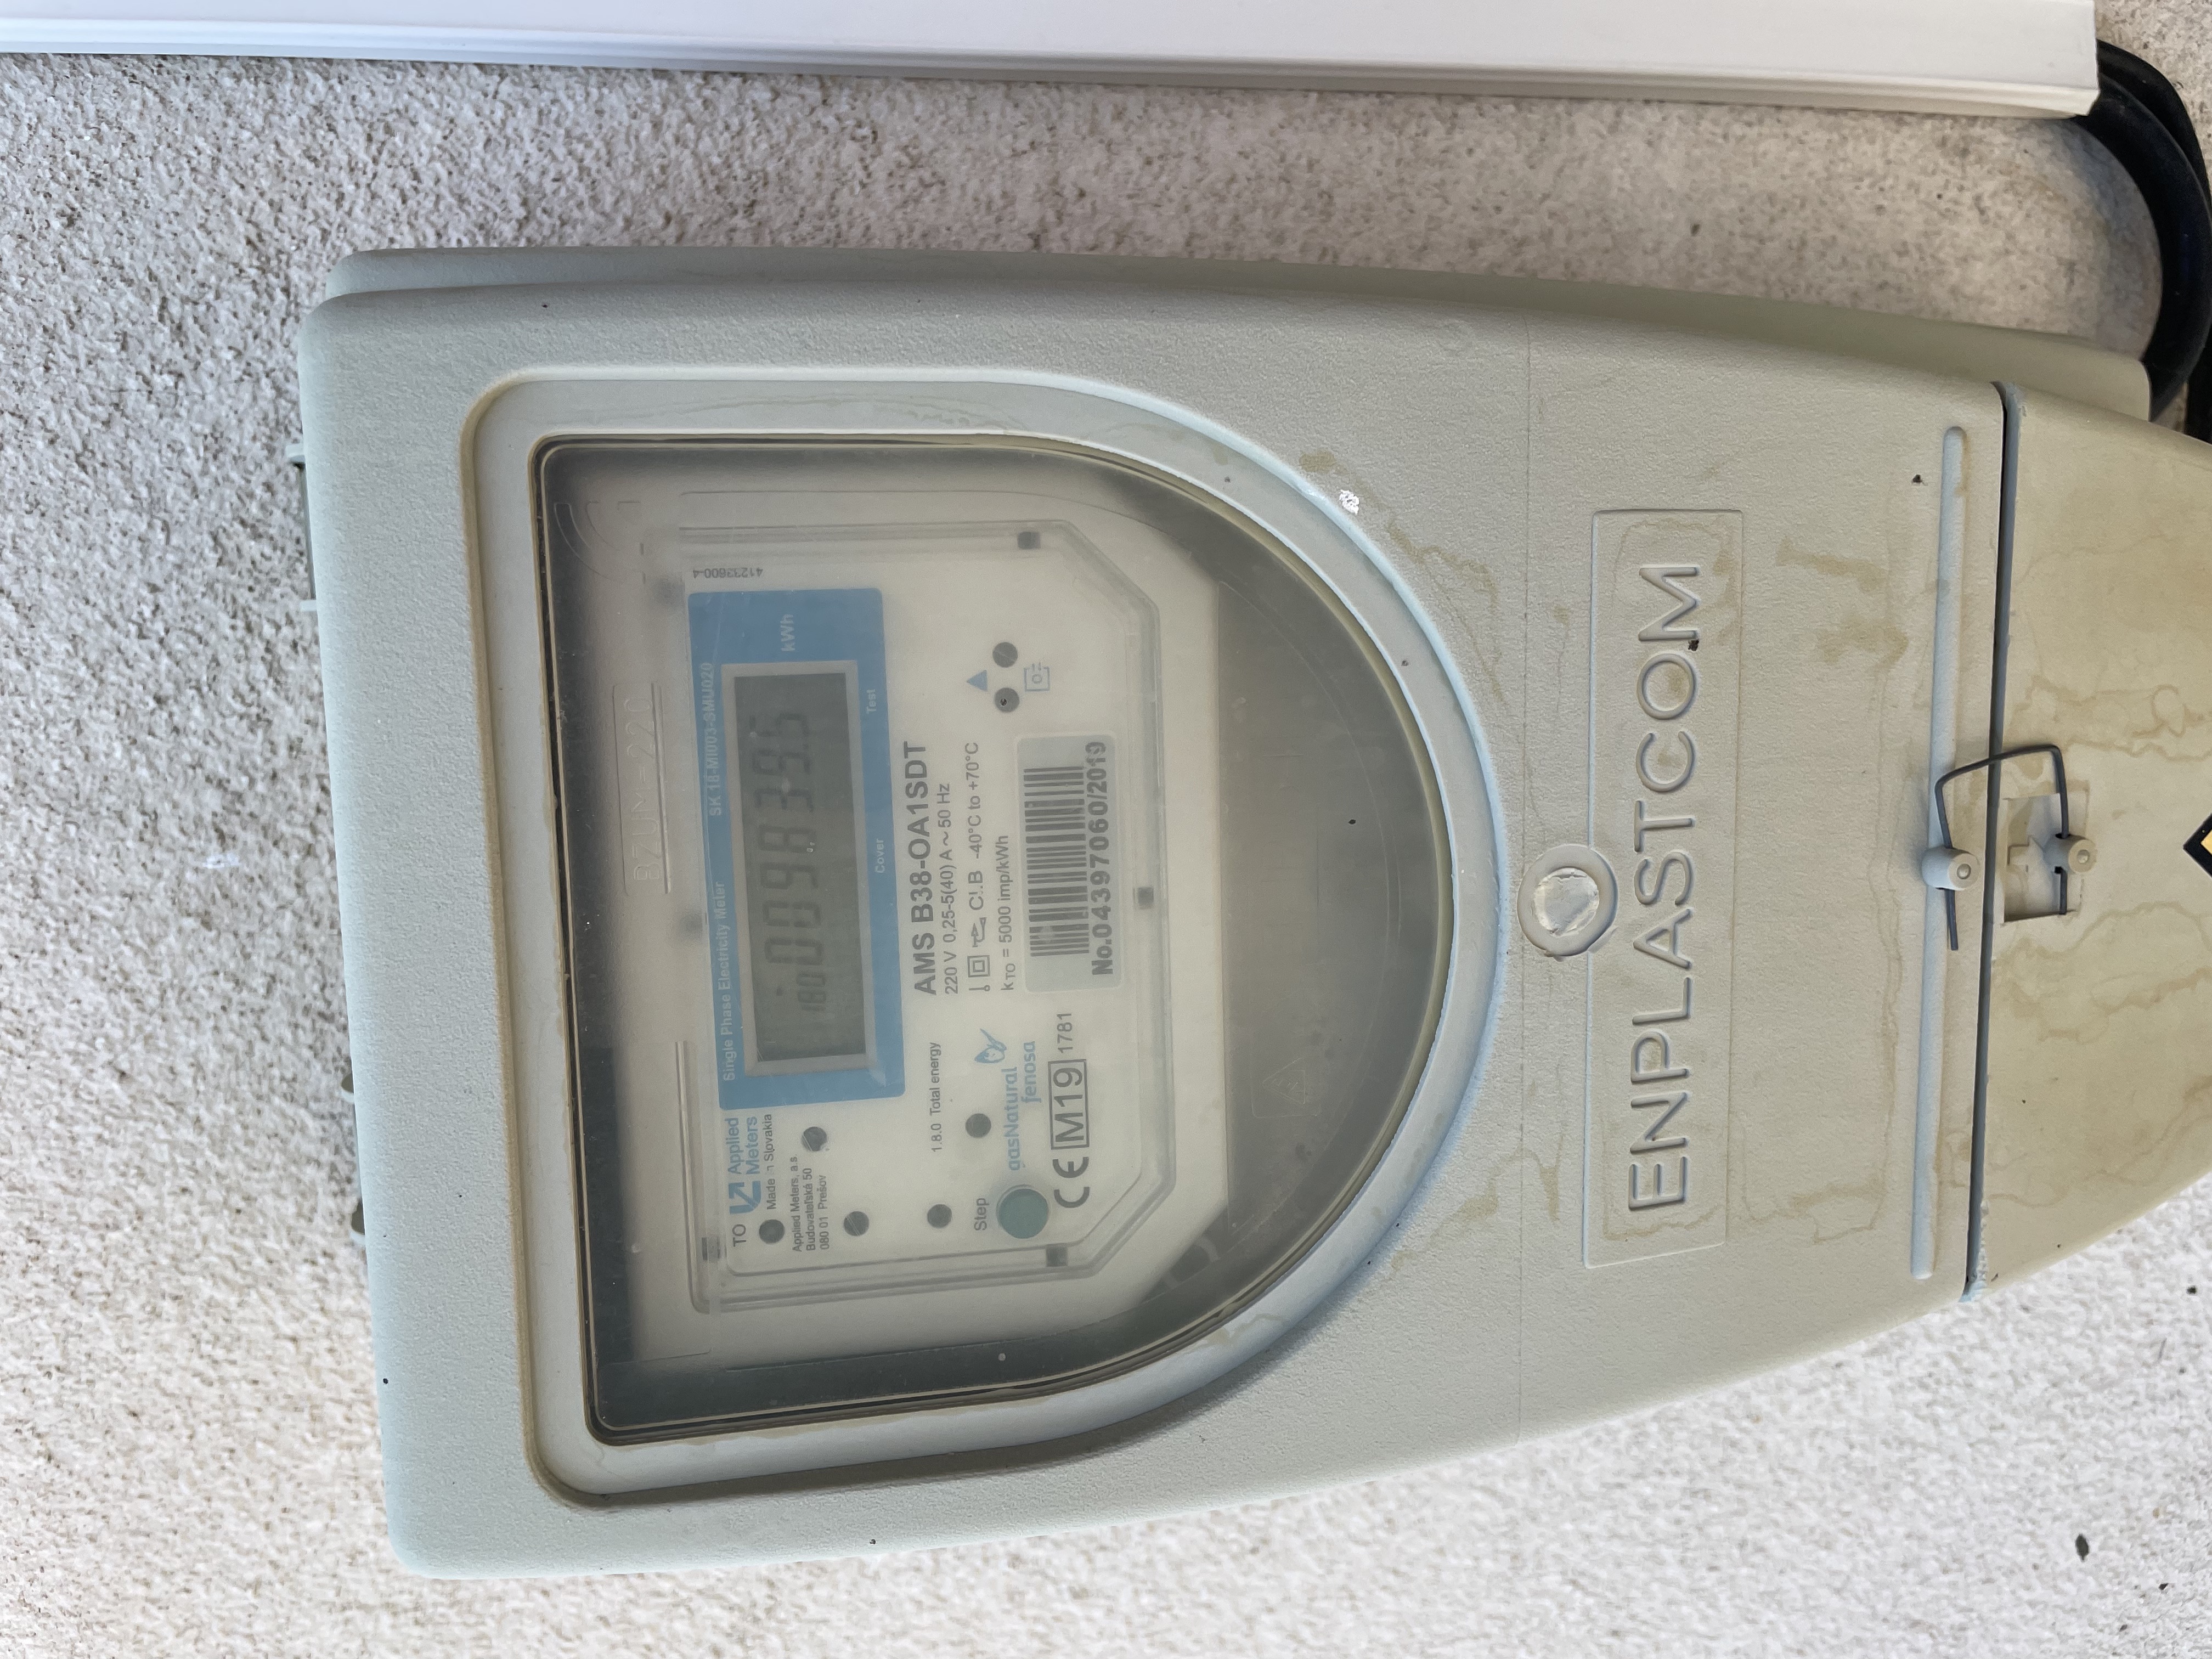 BZUM-220
Single Phase Electricity Meter
SK 18-MI003-SMU020
41233600-4
TO
Applied
Meters
Made in Slovakia
Applied Meters, a.s.
Budovateľská 50
080 01 Prešov
180 0098395
kWh
Cover
Test
AMS B38-OA1SDT
220 V 0,25-5(40) A ~ 50 Hz
C!.B -40°C to +70°C
kTO = 5000 imp/kWh
1.8.0 Total energy
Step
gasNatural
fenosa
CE M19 1781
No.04397060/2019
ENPLASTCOM